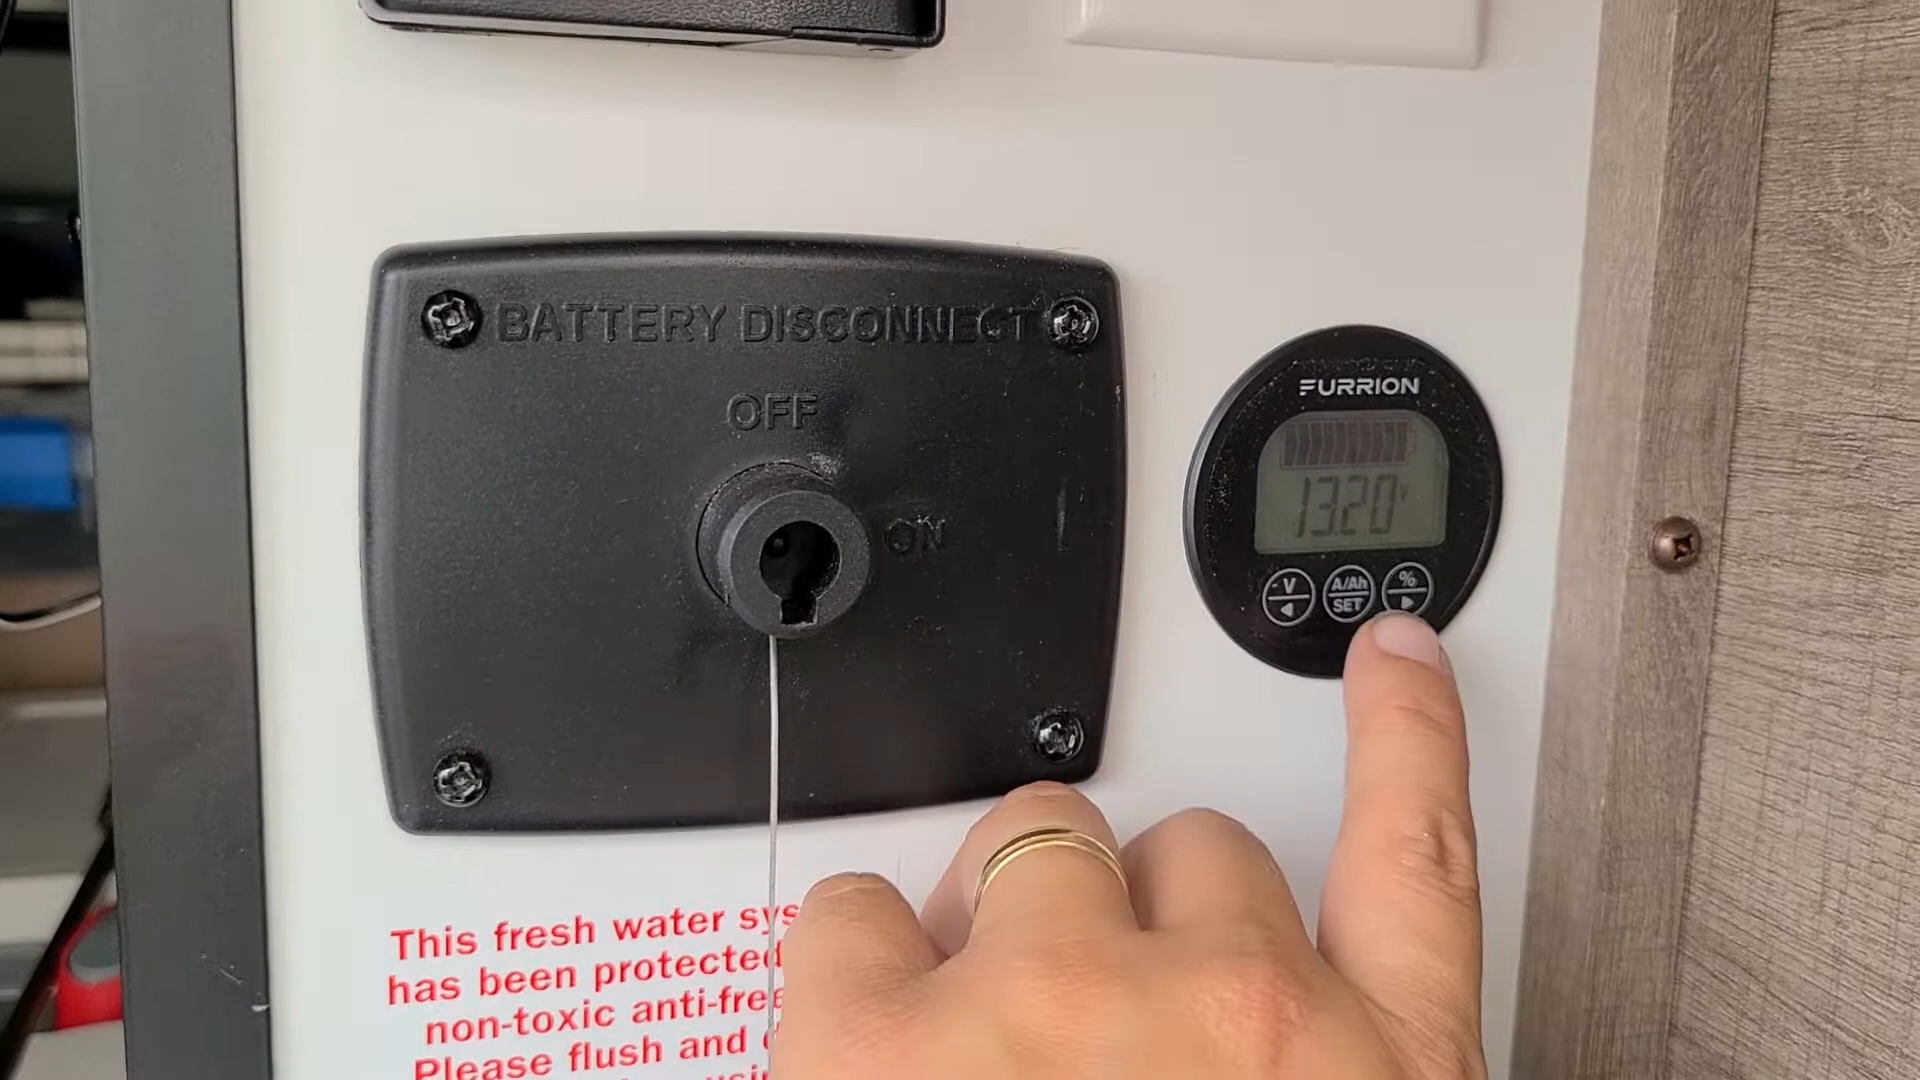 BATTERY DISCONNECT
OFF
ON
FURRION
13.20 V
V
A/Ah
SET
%
This fresh water sys
has been protected
non-toxic anti-free
Please flush and